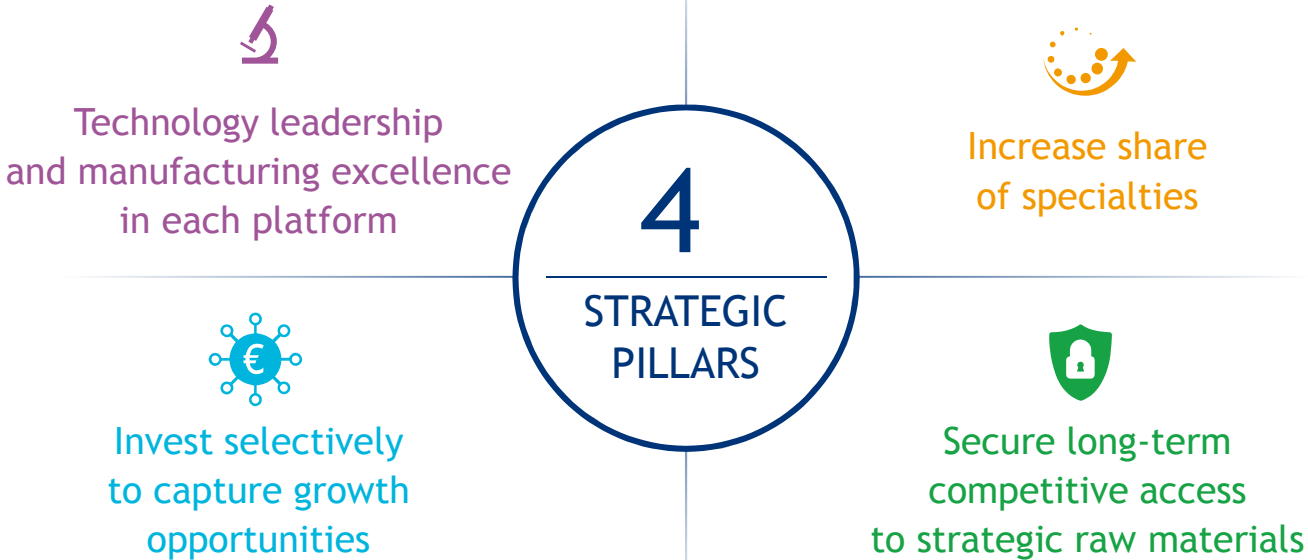 Technology leadership
and manufacturing excellence
in each platform
Increase share
of specialties
4
STRATEGIC
PILLARS
€
Invest selectively
to capture growth
opportunities
Secure long-term
competitive access
to strategic raw materials